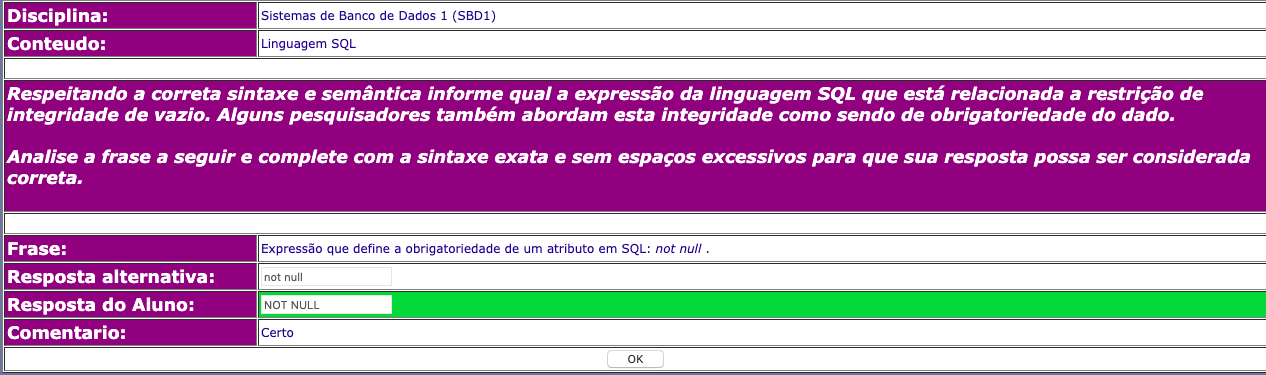 Disciplina: Sistemas de Banco de Dados 1 (SBD1)
Conteudo: Linguagem SQL
Respeitando a correta sintaxe e semântica informe qual a expressão da linguagem SQL que está relacionada a restrição de
integridade de vazio. Alguns pesquisadores também abordam esta integridade como sendo de obrigatoriedade do dado.
Analise a frase a seguir e complete com a sintaxe exata e sem espaços excessivos para que sua resposta possa ser considerada
correta.
Frase: Expressão que define a obrigatoriedade de um atributo em SQL: not null .
Resposta alternativa: not null
Resposta do Aluno: NOT NULL
Comentario: Certo
OK